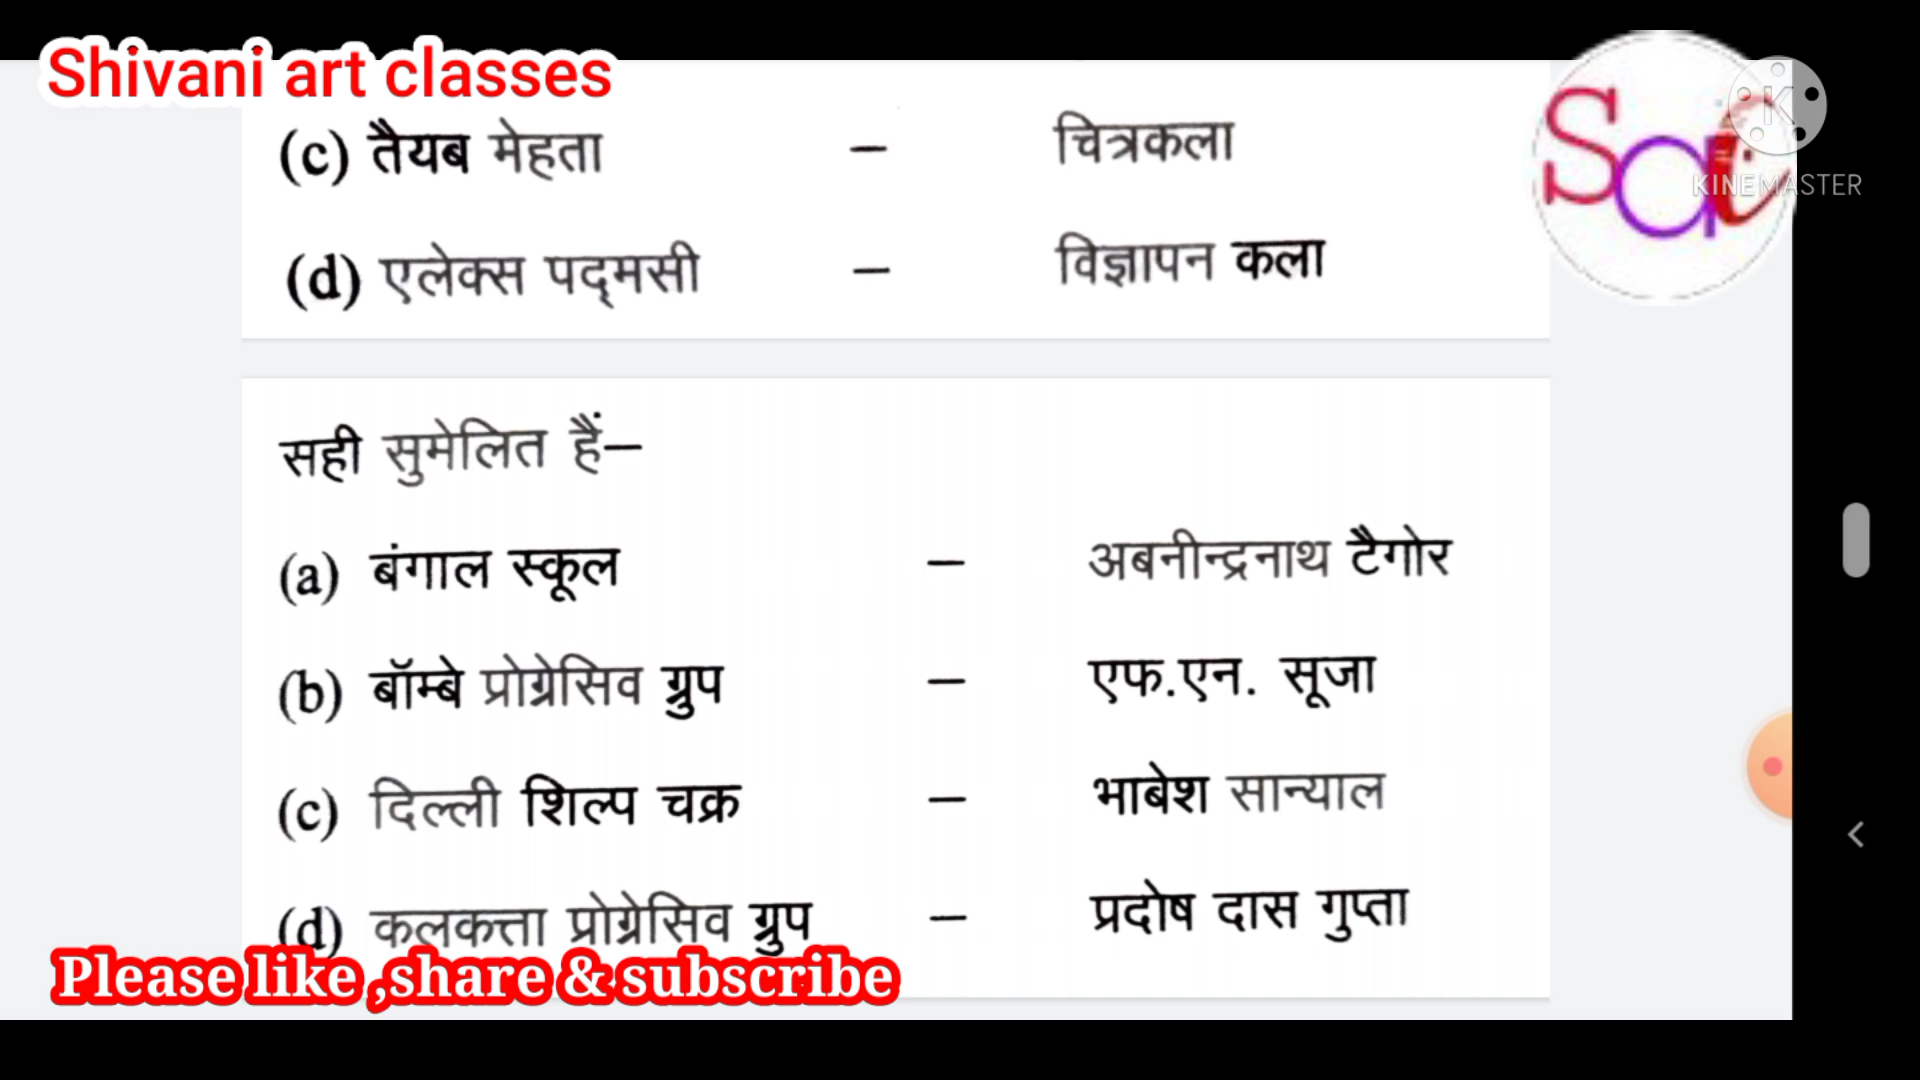 Shivani art classes
(c) तैयब मेहता – चित्रकला
(d) एलेक्स पद्मसी – विज्ञापन कला
Sac
KINEMASTER
सही सुमेलित हैं–
(a) बंगाल स्कूल – अबनीन्द्रनाथ टैगोर
(b) बॉम्बे प्रोग्रेसिव ग्रुप – एफ.एन. सूजा
(c) दिल्ली शिल्प चक्र – भाबेश सान्याल
(d) कलकत्ता प्रोग्रेसिव ग्रुप – प्रदोष दास गुप्ता
Please like ,share & subscribe